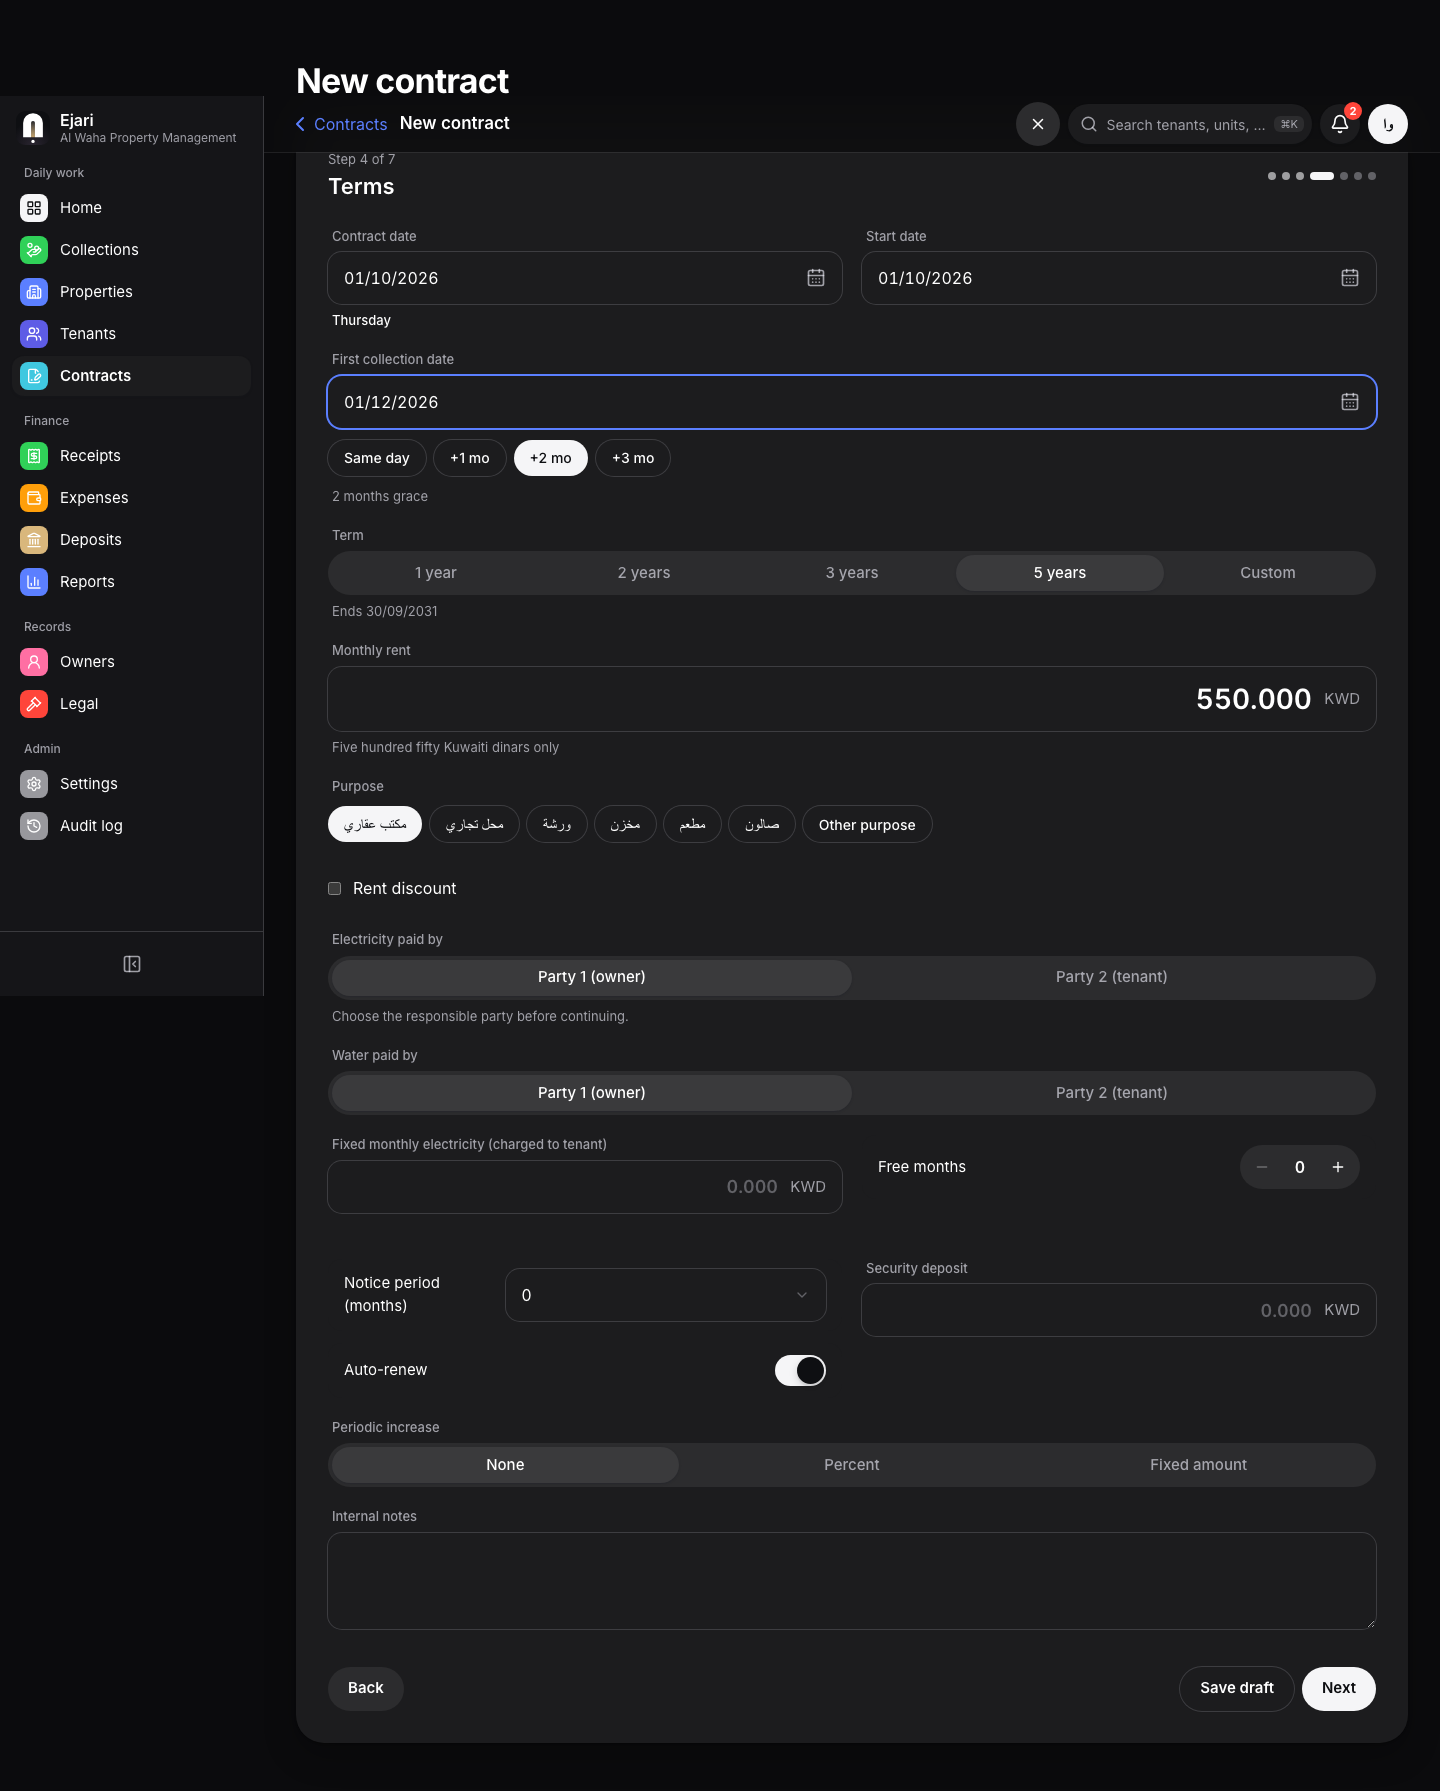 New contract
Ejari
Al Waha Property Management
Contracts New contract
Search tenants, units, ... ⌘K
2
وا
Daily work
Home
Collections
Properties
Tenants
Contracts
Finance
Receipts
Expenses
Deposits
Reports
Records
Owners
Legal
Admin
Settings
Audit log
Step 4 of 7
Terms
Contract date
01/10/2026
Thursday
Start date
01/10/2026
First collection date
01/12/2026
Same day +1 mo +2 mo +3 mo
2 months grace
Term
1 year 2 years 3 years 5 years Custom
Ends 30/09/2031
Monthly rent
550.000 KWD
Five hundred fifty Kuwaiti dinars only
Purpose
مكتب عقاري محل تجاري ورشة مخزن مطعم صالون Other purpose
Rent discount
Electricity paid by
Party 1 (owner) Party 2 (tenant)
Choose the responsible party before continuing.
Water paid by
Party 1 (owner) Party 2 (tenant)
Fixed monthly electricity (charged to tenant)
0.000 KWD
Free months
0
Notice period
(months)
0
Security deposit
0.000 KWD
Auto-renew
Periodic increase
None Percent Fixed amount
Internal notes
Back Save draft Next